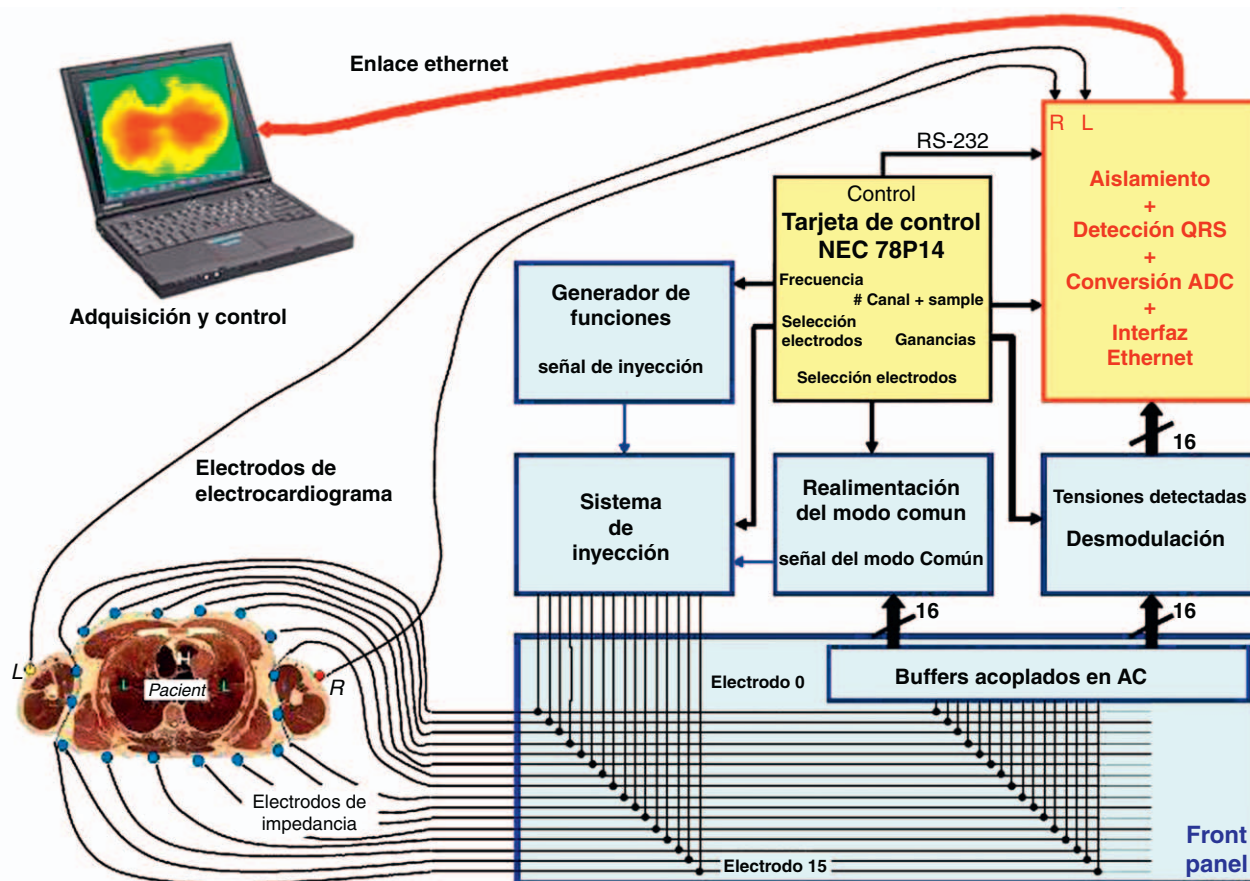 Enlace ethernet
Adquisición y control
RS-232
R L
Aislamiento
+
Detección QRS
+
Conversión ADC
+
Interfaz
Ethernet
Control
Tarjeta de control
NEC 78P14
Frecuencia
# Canal + sample
Selección
electrodos
Ganancias
Selección electrodos
Generador de
funciones
señal de inyección
16
Electrodos de
electrocardiograma
Sistema
de
inyección
Realimentación
del modo comun
señal del modo Común
Tensiones detectadas
Desmodulación
16
16
L
H
L
Pacient
L
R
Electrodo 0
Buffers acoplados en AC
Electrodos de
impedancia
Electrodo 15
Front
panel